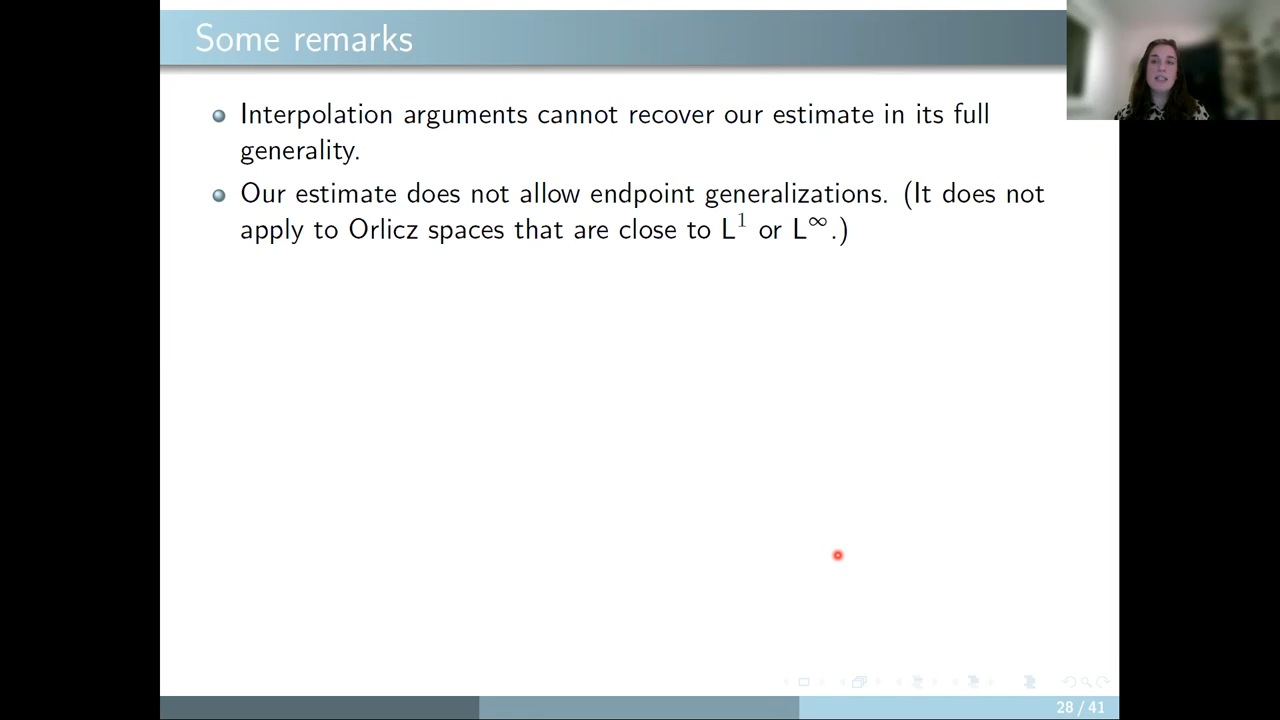 Some remarks
Interpolation arguments cannot recover our estimate in its full
generality.
Our estimate does not allow endpoint generalizations. (It does not
apply to Orlicz spaces that are close to L¹ or L∞.)
28 / 41